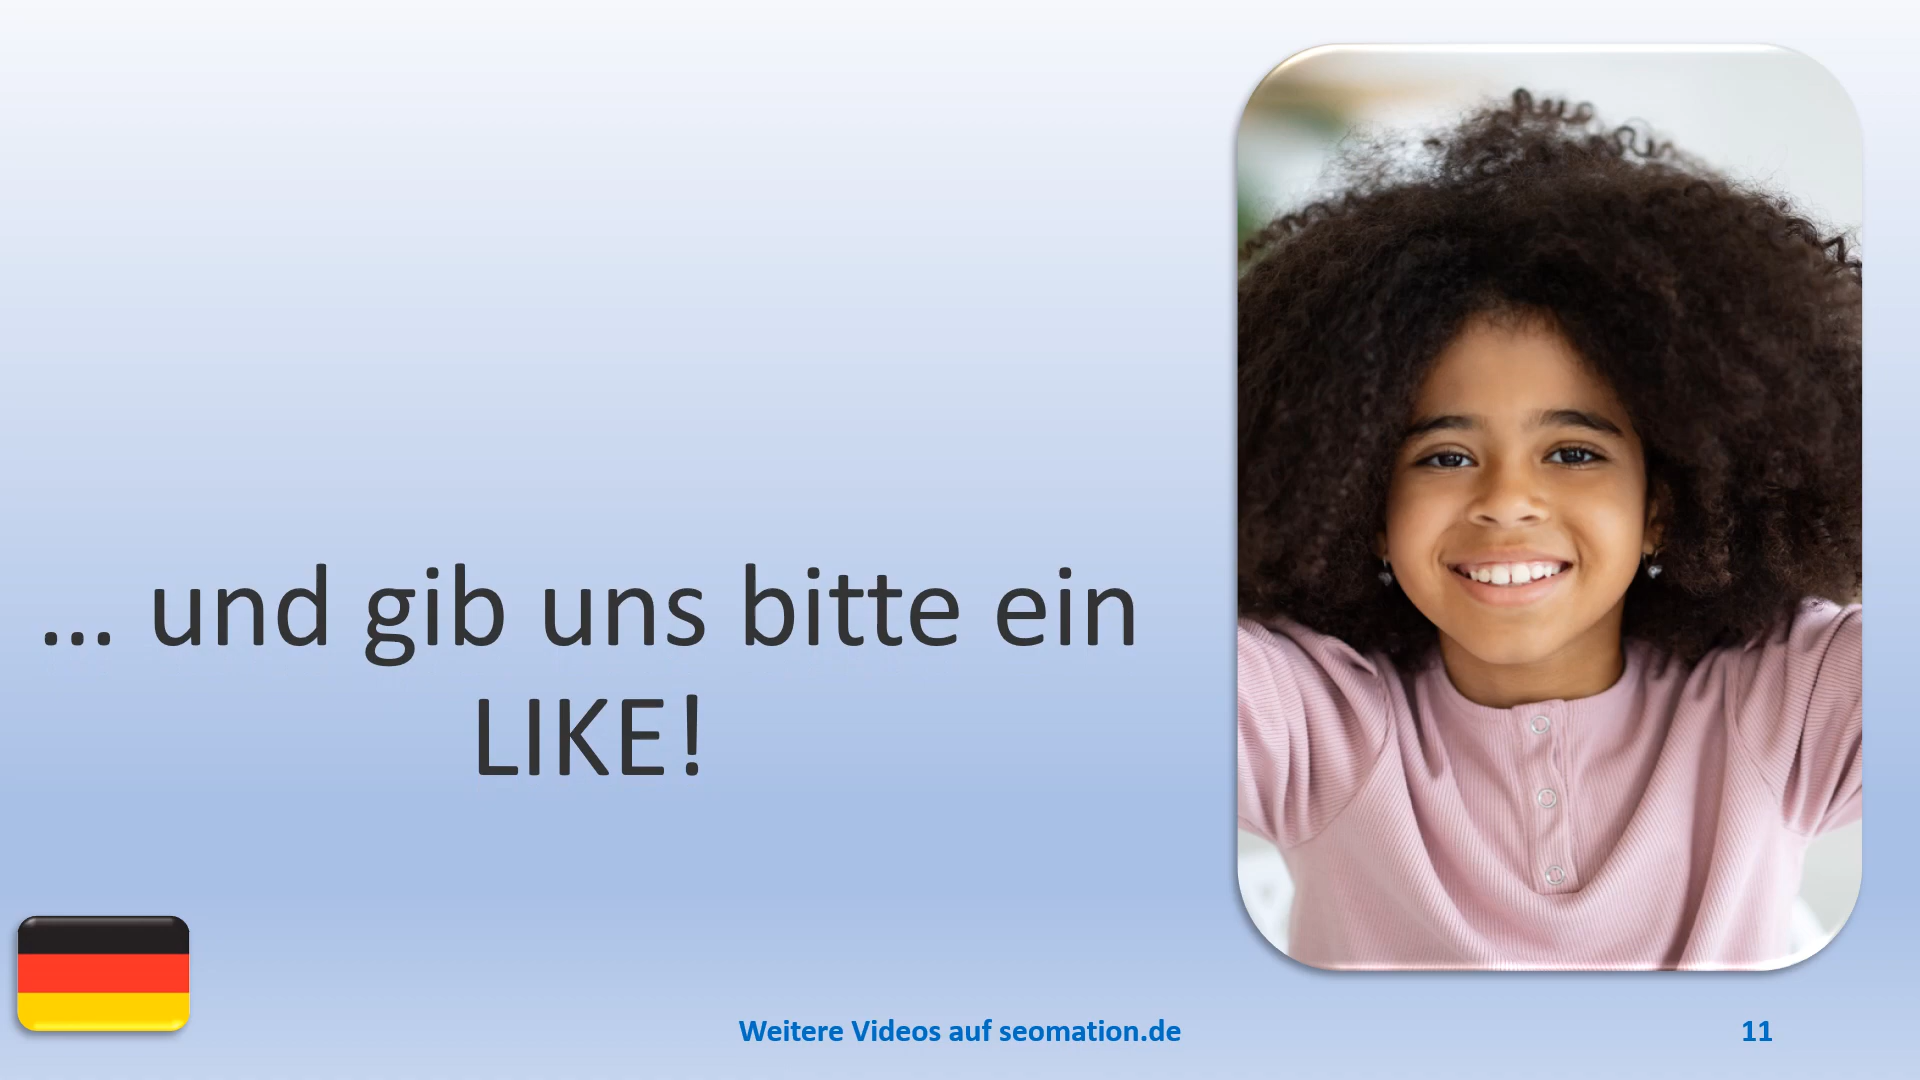 … und gib uns bitte ein
LIKE!
Weitere Videos auf seomation.de
11